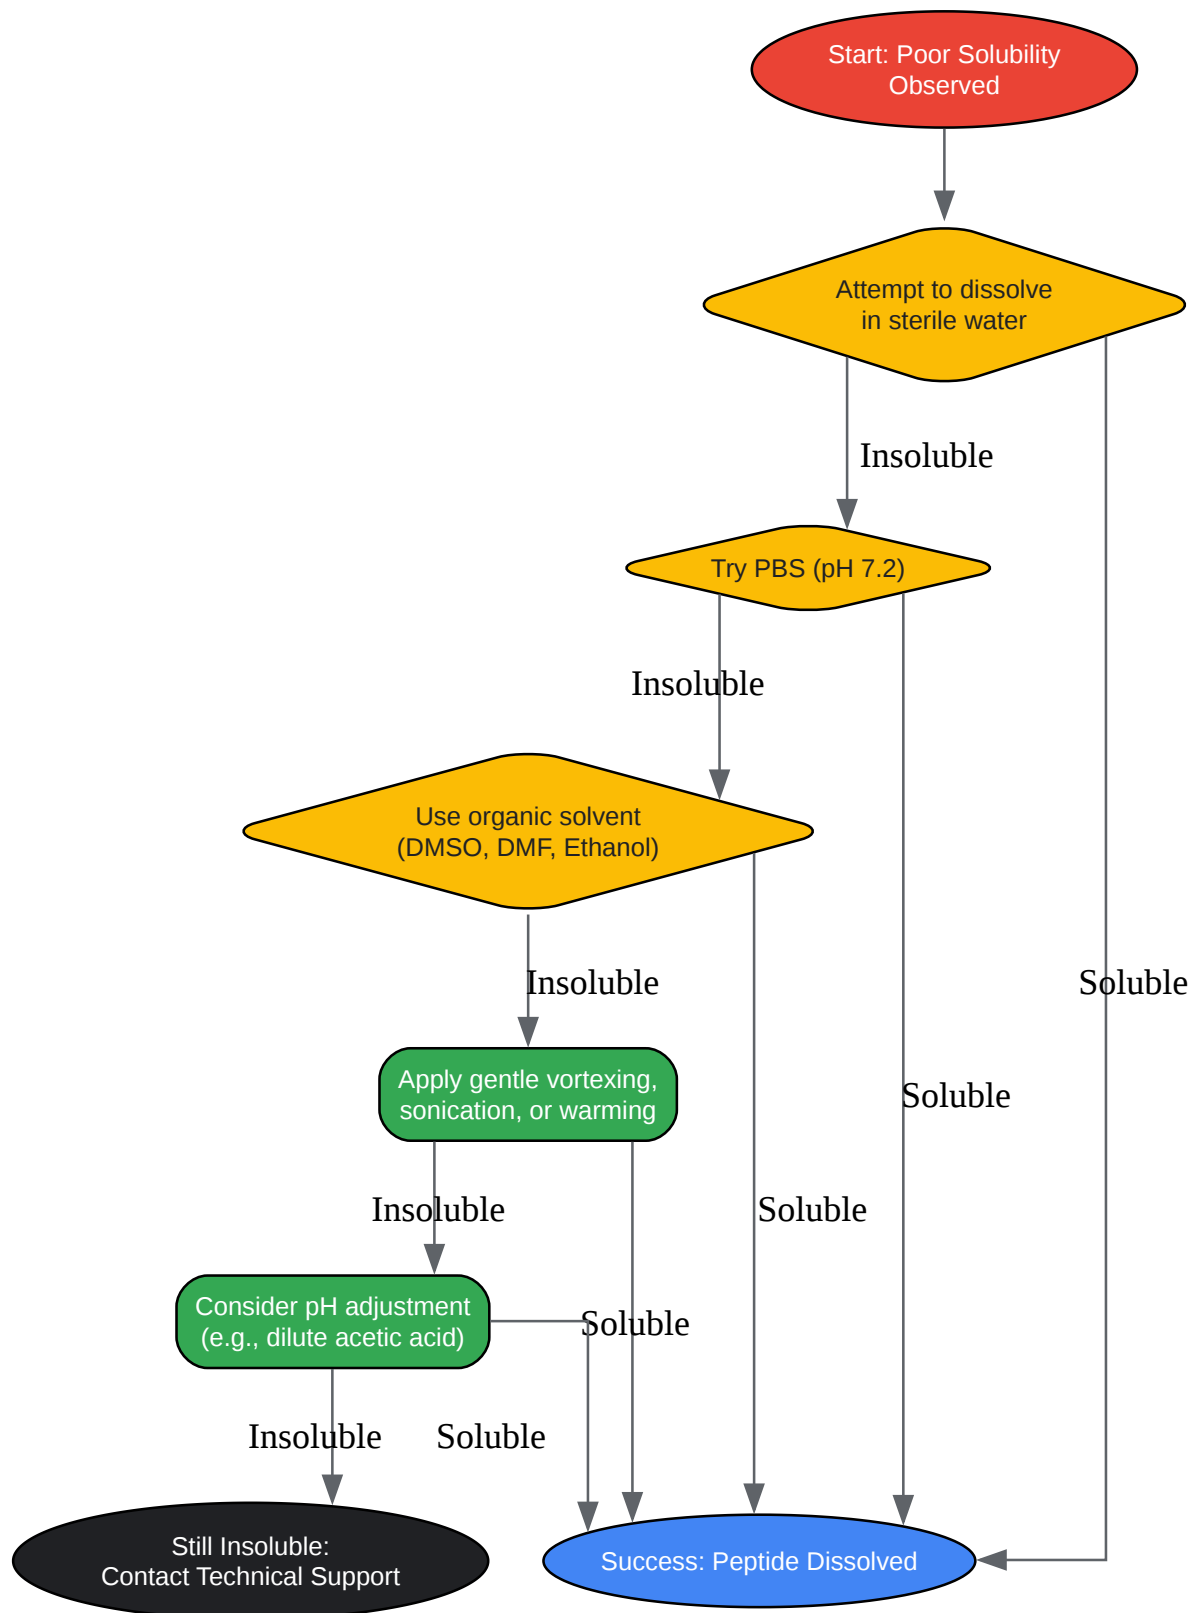 Start: Poor Solubility
Observed
Attempt to dissolve
in sterile water
Insoluble
Try PBS (pH 7.2)
Insoluble
Use organic solvent
(DMSO, DMF, Ethanol)
Insoluble
Soluble
Apply gentle vortexing,
sonication, or warming
Soluble
Insoluble
Soluble
Consider pH adjustment
(e.g., dilute acetic acid)
Soluble
Insoluble
Soluble
Still Insoluble:
Contact Technical Support
Success: Peptide Dissolved